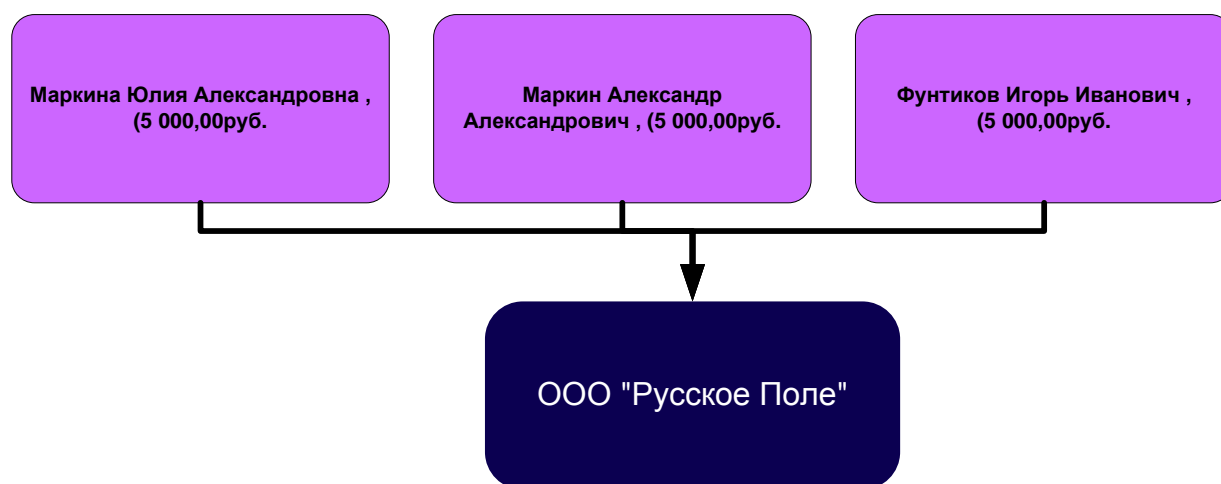 Маркина Юлия Александровна ,
(5 000,00руб.
Маркин Александр
Александрович , (5 000,00руб.
Фунтиков Игорь Иванович ,
(5 000,00руб.
ООО "Русское Поле"